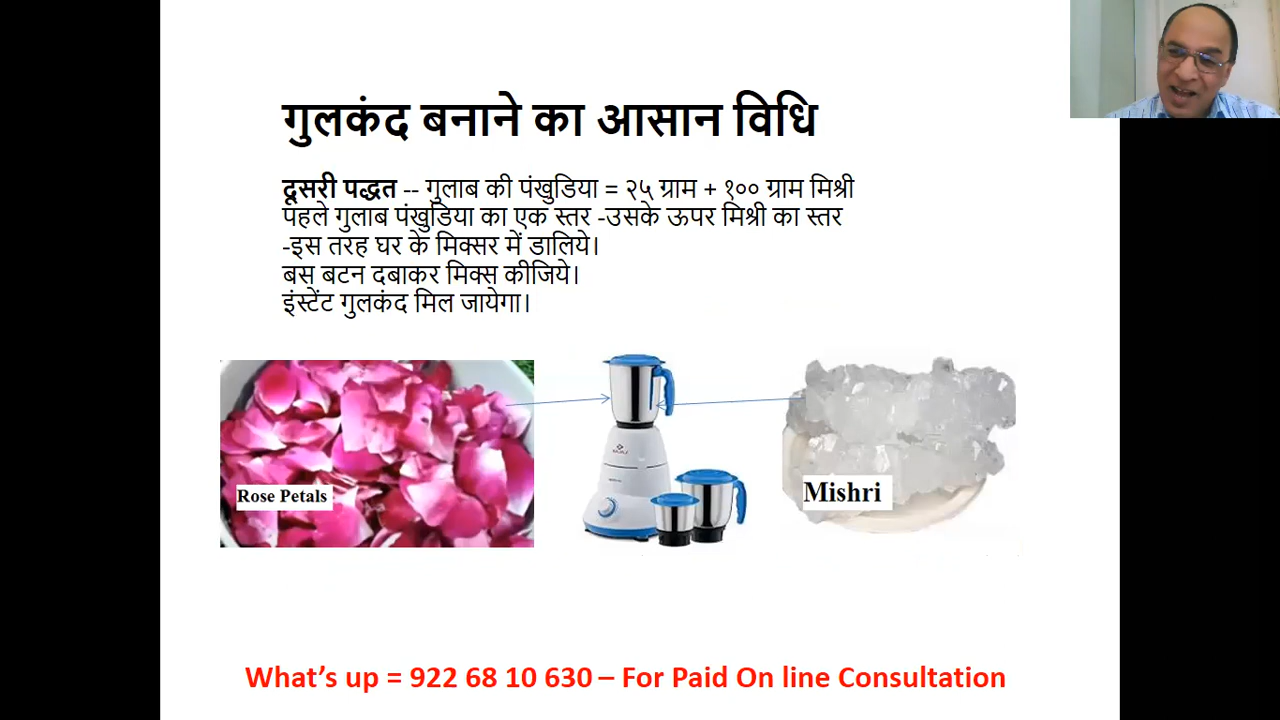 गुलकंद बनाने का आसान विधि
दूसरी पद्धत -- गुलाब की पंखुडिया = २५ ग्राम + १०० ग्राम मिश्री
पहले गुलाब पंखुडिया का एक स्तर -उसके ऊपर मिश्री का स्तर
-इस तरह घर के मिक्सर में डालिये।
बस बटन दबाकर मिक्स कीजिये।
इंस्टेंट गुलकंद मिल जायेगा।
Rose Petals
BAJAJ
Mishri
What's up = 922 68 10 630 – For Paid On line Consultation